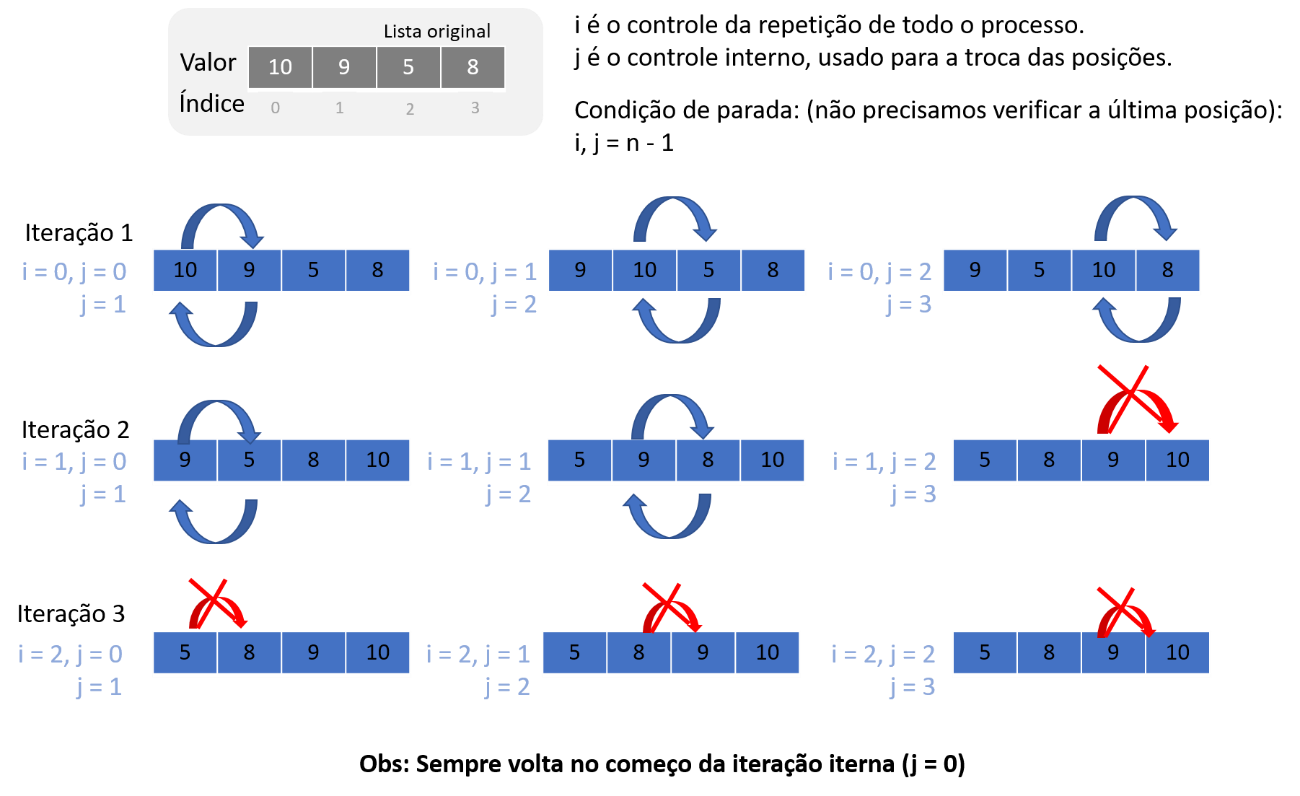 Lista original
Valor 10 9 5 8
Índice 0 1 2 3
i é o controle da repetição de todo o processo.
j é o controle interno, usado para a troca das posições.
Condição de parada: (não precisamos verificar a última posição):
i, j = n - 1
Iteração 1
i = 0, j = 0
j = 1
10 9 5 8
i = 0, j = 1
j = 2
9 10 5 8
i = 0, j = 2
j = 3
9 5 10 8
Iteração 2
i = 1, j = 0
j = 1
9 5 8 10
i = 1, j = 1
j = 2
5 9 8 10
i = 1, j = 2
j = 3
5 8 9 10
Iteração 3
i = 2, j = 0
j = 1
5 8 9 10
i = 2, j = 1
j = 2
5 8 9 10
i = 2, j = 2
j = 3
5 8 9 10
Obs: Sempre volta no começo da iteração iterna (j = 0)